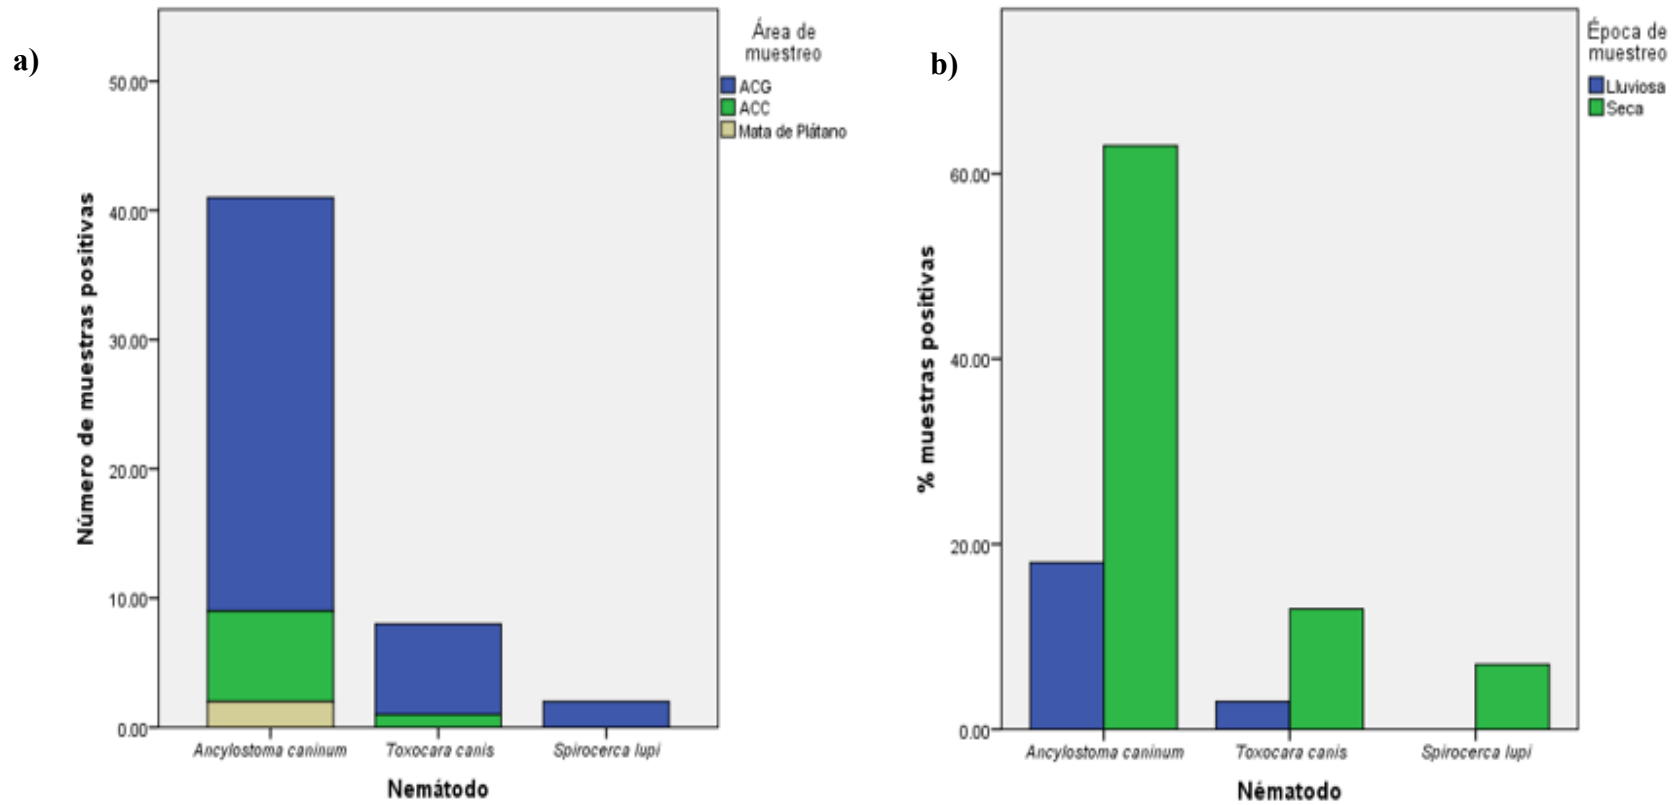 a)
Área de
muestreo
ACG
ACC
Mata de Plátano
Número de muestras positivas
50.00
40.00
30.00
20.00
10.00
0.00
Ancylostoma caninum
Toxocara canis
Spirocerca lupi
Nemátodo
b)
Época de
muestreo
Lluviosa
Seca
% muestras positivas
60.00
40.00
20.00
0.00
Ancylostoma caninum
Toxocara canis
Spirocerca lupi
Nématodo